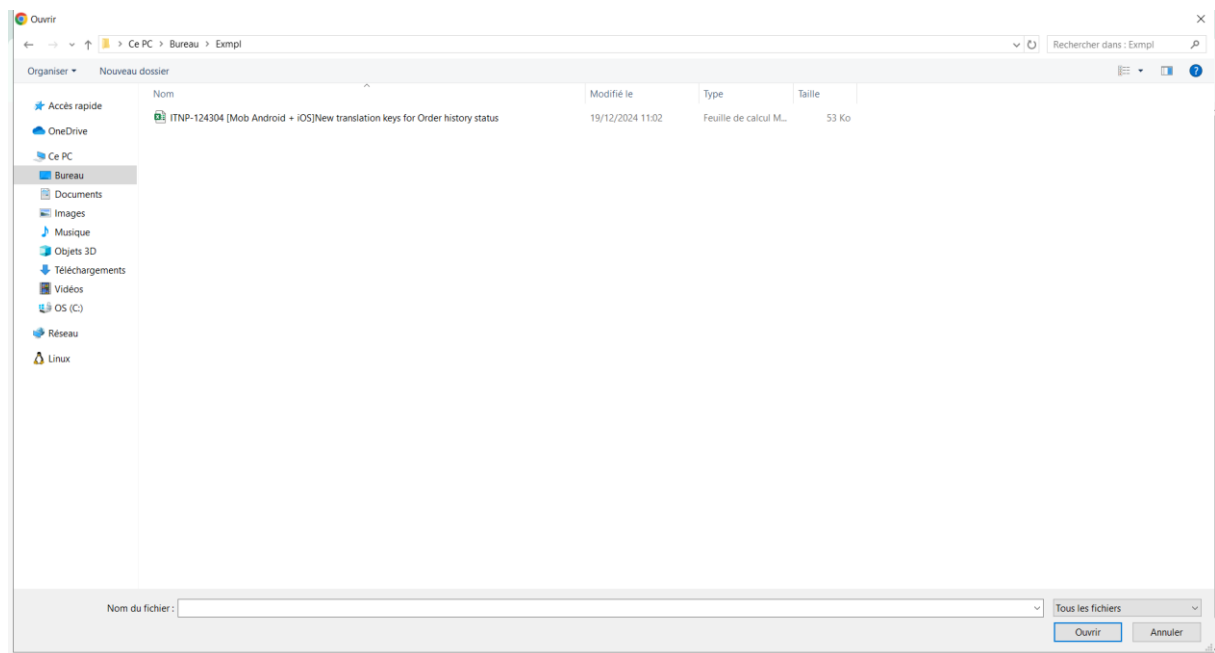 Ouvrir
Ce PC > Bureau > Exmpl
Rechercher dans : Exmpl
Organiser
Nouveau dossier
Nom
Modifié le
Type
Taille
ITNP-124304 [Mob Android + iOS]New translation keys for Order history status
19/12/2024 11:02
Feuille de calcul M...
53 Ko
Accès rapide
OneDrive
Ce PC
Bureau
Documents
Images
Musique
Objets 3D
Téléchargements
Vidéos
OS (C:)
Réseau
Linux
Nom du fichier :
Tous les fichiers
Ouvrir
Annuler